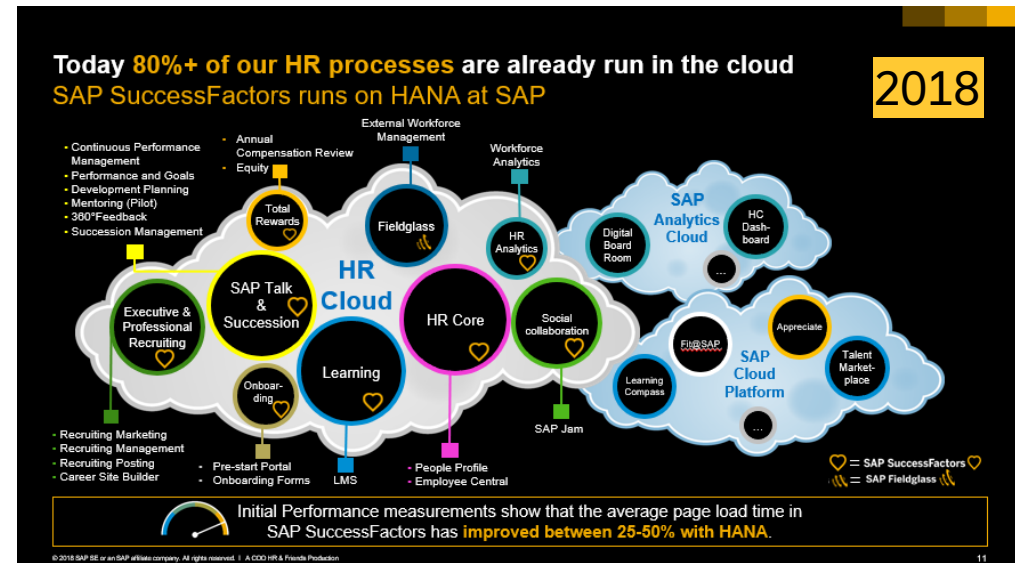 Today 80%+ of our HR processes are already run in the cloud
SAP SuccessFactors runs on HANA at SAP
2018
- Continuous Performance
Management
- Performance and Goals
- Development Planning
- Mentoring (Pilot)
- 360°Feedback
- Succession Management
- Annual
Compensation Review
- Equity
External Workforce
Management
Workforce
Analytics
Total
Rewards
Fieldglass
HR
Analytics
HR
Cloud
SAP Talk
&
Succession
Executive &
Professional
Recruiting
HR Core
Social
collaboration
Learning
Onboar-
ding
SAP
Analytics
Cloud
Digital
Board
Room
HC
Dash-
board
...
SAP
Cloud
Platform
Fit@SAP
Appreciate
Learning
Compass
Talent
Market-
place
...
- Recruiting Marketing
- Recruiting Management
- Recruiting Posting
- Career Site Builder
- Pre-start Portal
- Onboarding Forms
LMS
- People Profile
- Employee Central
SAP Jam
= SAP SuccessFactors
= SAP Fieldglass
Initial Performance measurements show that the average page load time in
SAP SuccessFactors has improved between 25-50% with HANA.
© 2018 SAP SE or an SAP affiliate company. All rights reserved. | A COO HR & Friends Production
11